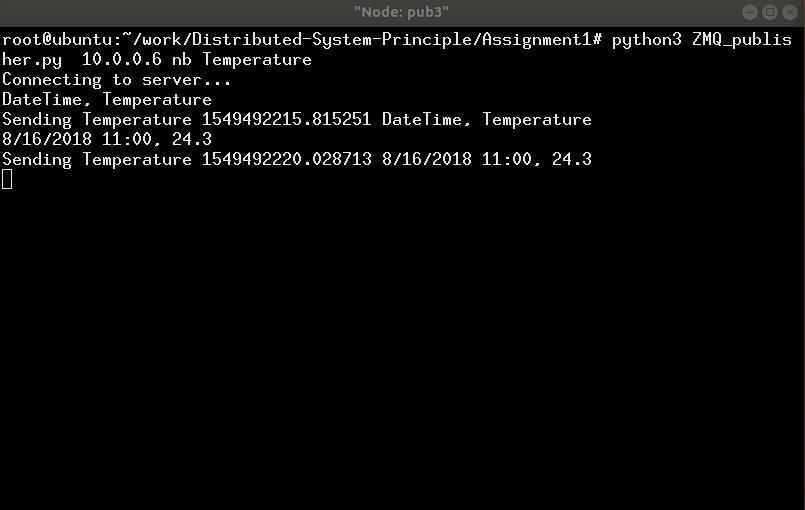 "Node: pub3"
root@ubuntu:~/work/Distributed-System-Principle/Assignment1# python3 ZMQ_publis
her.py  10.0.0.6 nb Temperature
Connecting to server...
DateTime, Temperature
Sending Temperature 1549492215.815251 DateTime, Temperature
8/16/2018 11:00, 24.3
Sending Temperature 1549492220.028713 8/16/2018 11:00, 24.3